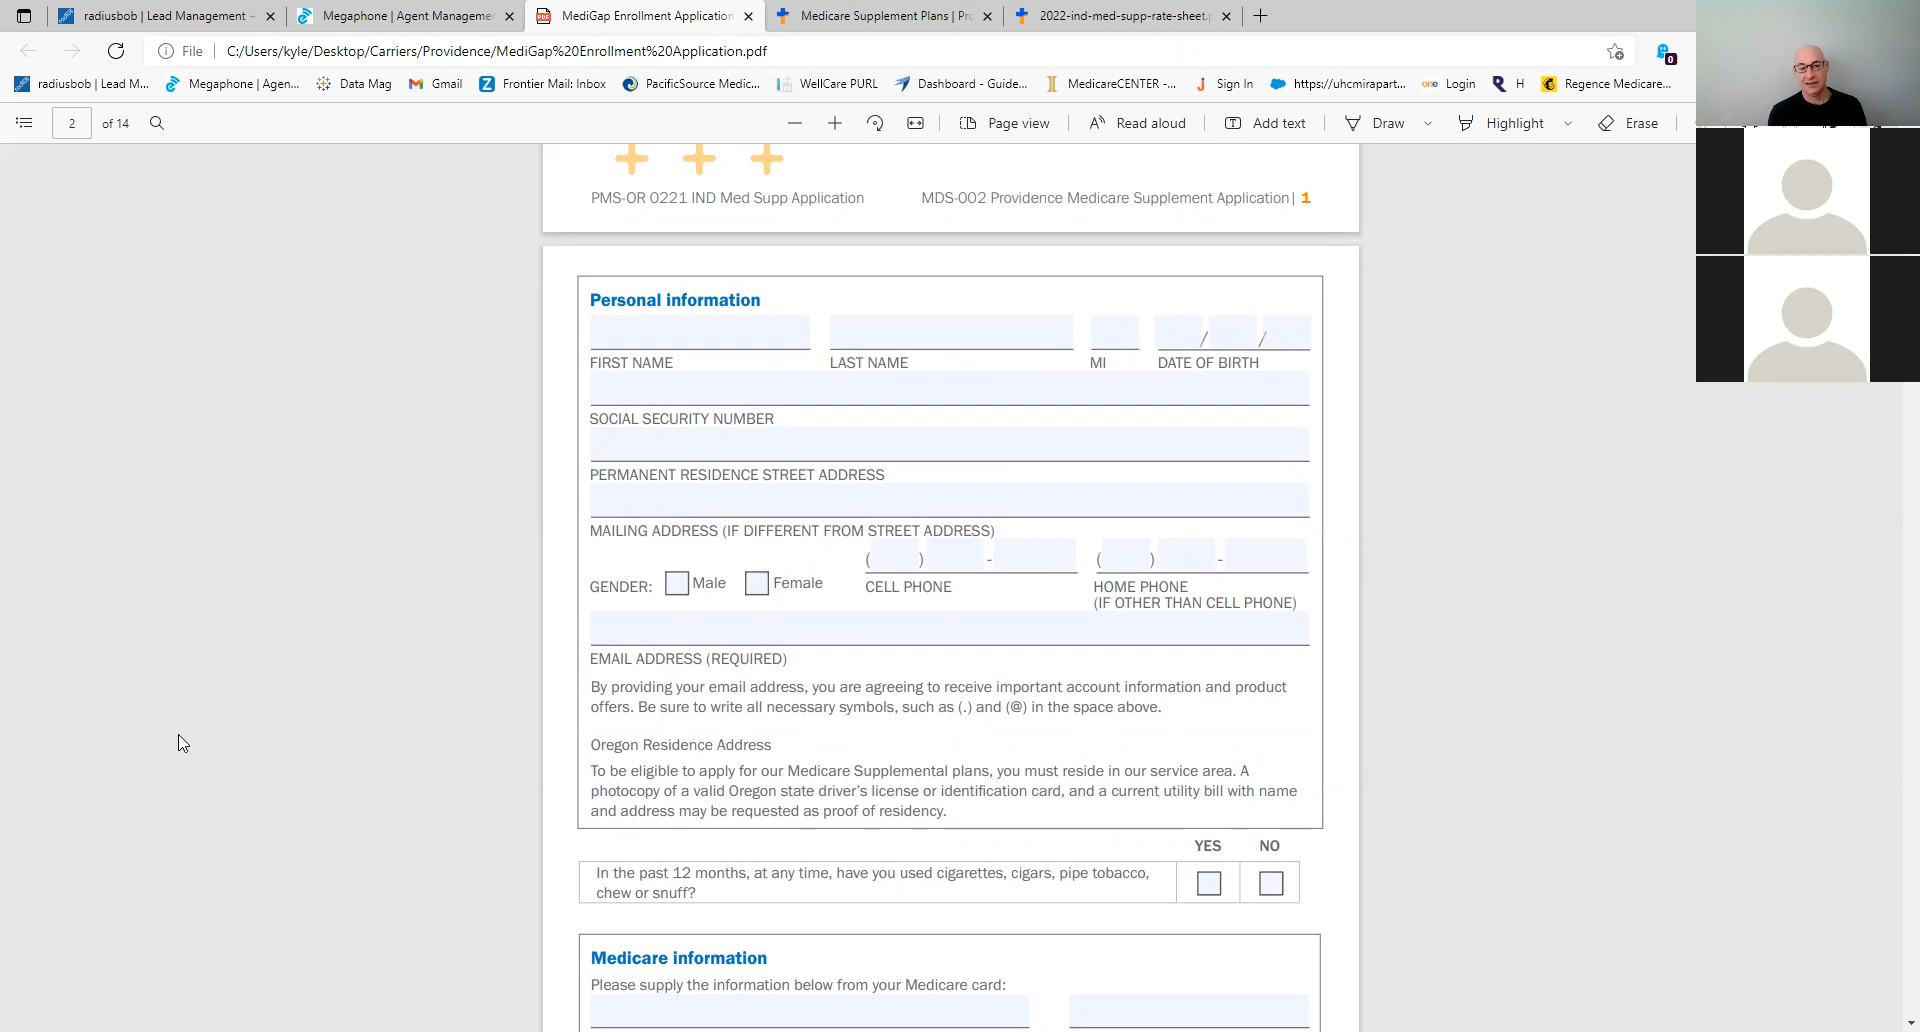 radiusbob | Lead Management -
Megaphone | Agent Managemen
MediGap Enrollment Application
Medicare Supplement Plans | Pro
2022-ind-med-supp-rate-sheet.p
File
C:/Users/kyle/Desktop/Carriers/Providence/MediGap%20Enrollment%20Application.pdf
0
radiusbob | Lead M...
Megaphone | Agen...
Data Mag
Gmail
Frontier Mail: Inbox
PacificSource Medic...
WellCare PURL
Dashboard - Guide...
MedicareCENTER -...
Sign In
https://uhcmirapart...
one Login
H
Regence Medicare...
2 of 14
Page view
Read aloud
Add text
Draw
Highlight
Erase
PMS-OR 0221 IND Med Supp Application
MDS-002 Providence Medicare Supplement Application| 1
Personal information
/ /
FIRST NAME LAST NAME MI DATE OF BIRTH
SOCIAL SECURITY NUMBER
PERMANENT RESIDENCE STREET ADDRESS
MAILING ADDRESS (IF DIFFERENT FROM STREET ADDRESS)
( ) - ( ) -
GENDER: Male Female CELL PHONE HOME PHONE
(IF OTHER THAN CELL PHONE)
EMAIL ADDRESS (REQUIRED)
By providing your email address, you are agreeing to receive important account information and product
offers. Be sure to write all necessary symbols, such as (.) and (@) in the space above.
Oregon Residence Address
To be eligible to apply for our Medicare Supplemental plans, you must reside in our service area. A
photocopy of a valid Oregon state driver's license or identification card, and a current utility bill with name
and address may be requested as proof of residency.
YES NO
In the past 12 months, at any time, have you used cigarettes, cigars, pipe tobacco,
chew or snuff?
Medicare information
Please supply the information below from your Medicare card: